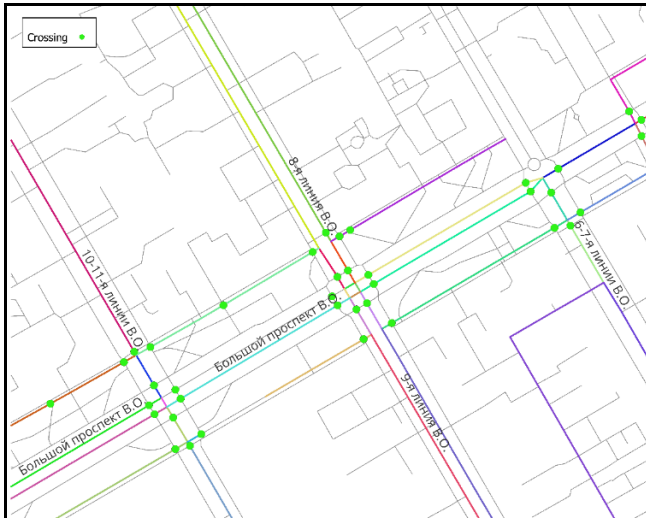 Crossing
8-я линия В.О.
10-11-я линии В.О.
6-7-я линии В.О.
Большой проспект В.О.
9-я линия В.О.
Большой проспект В.О.